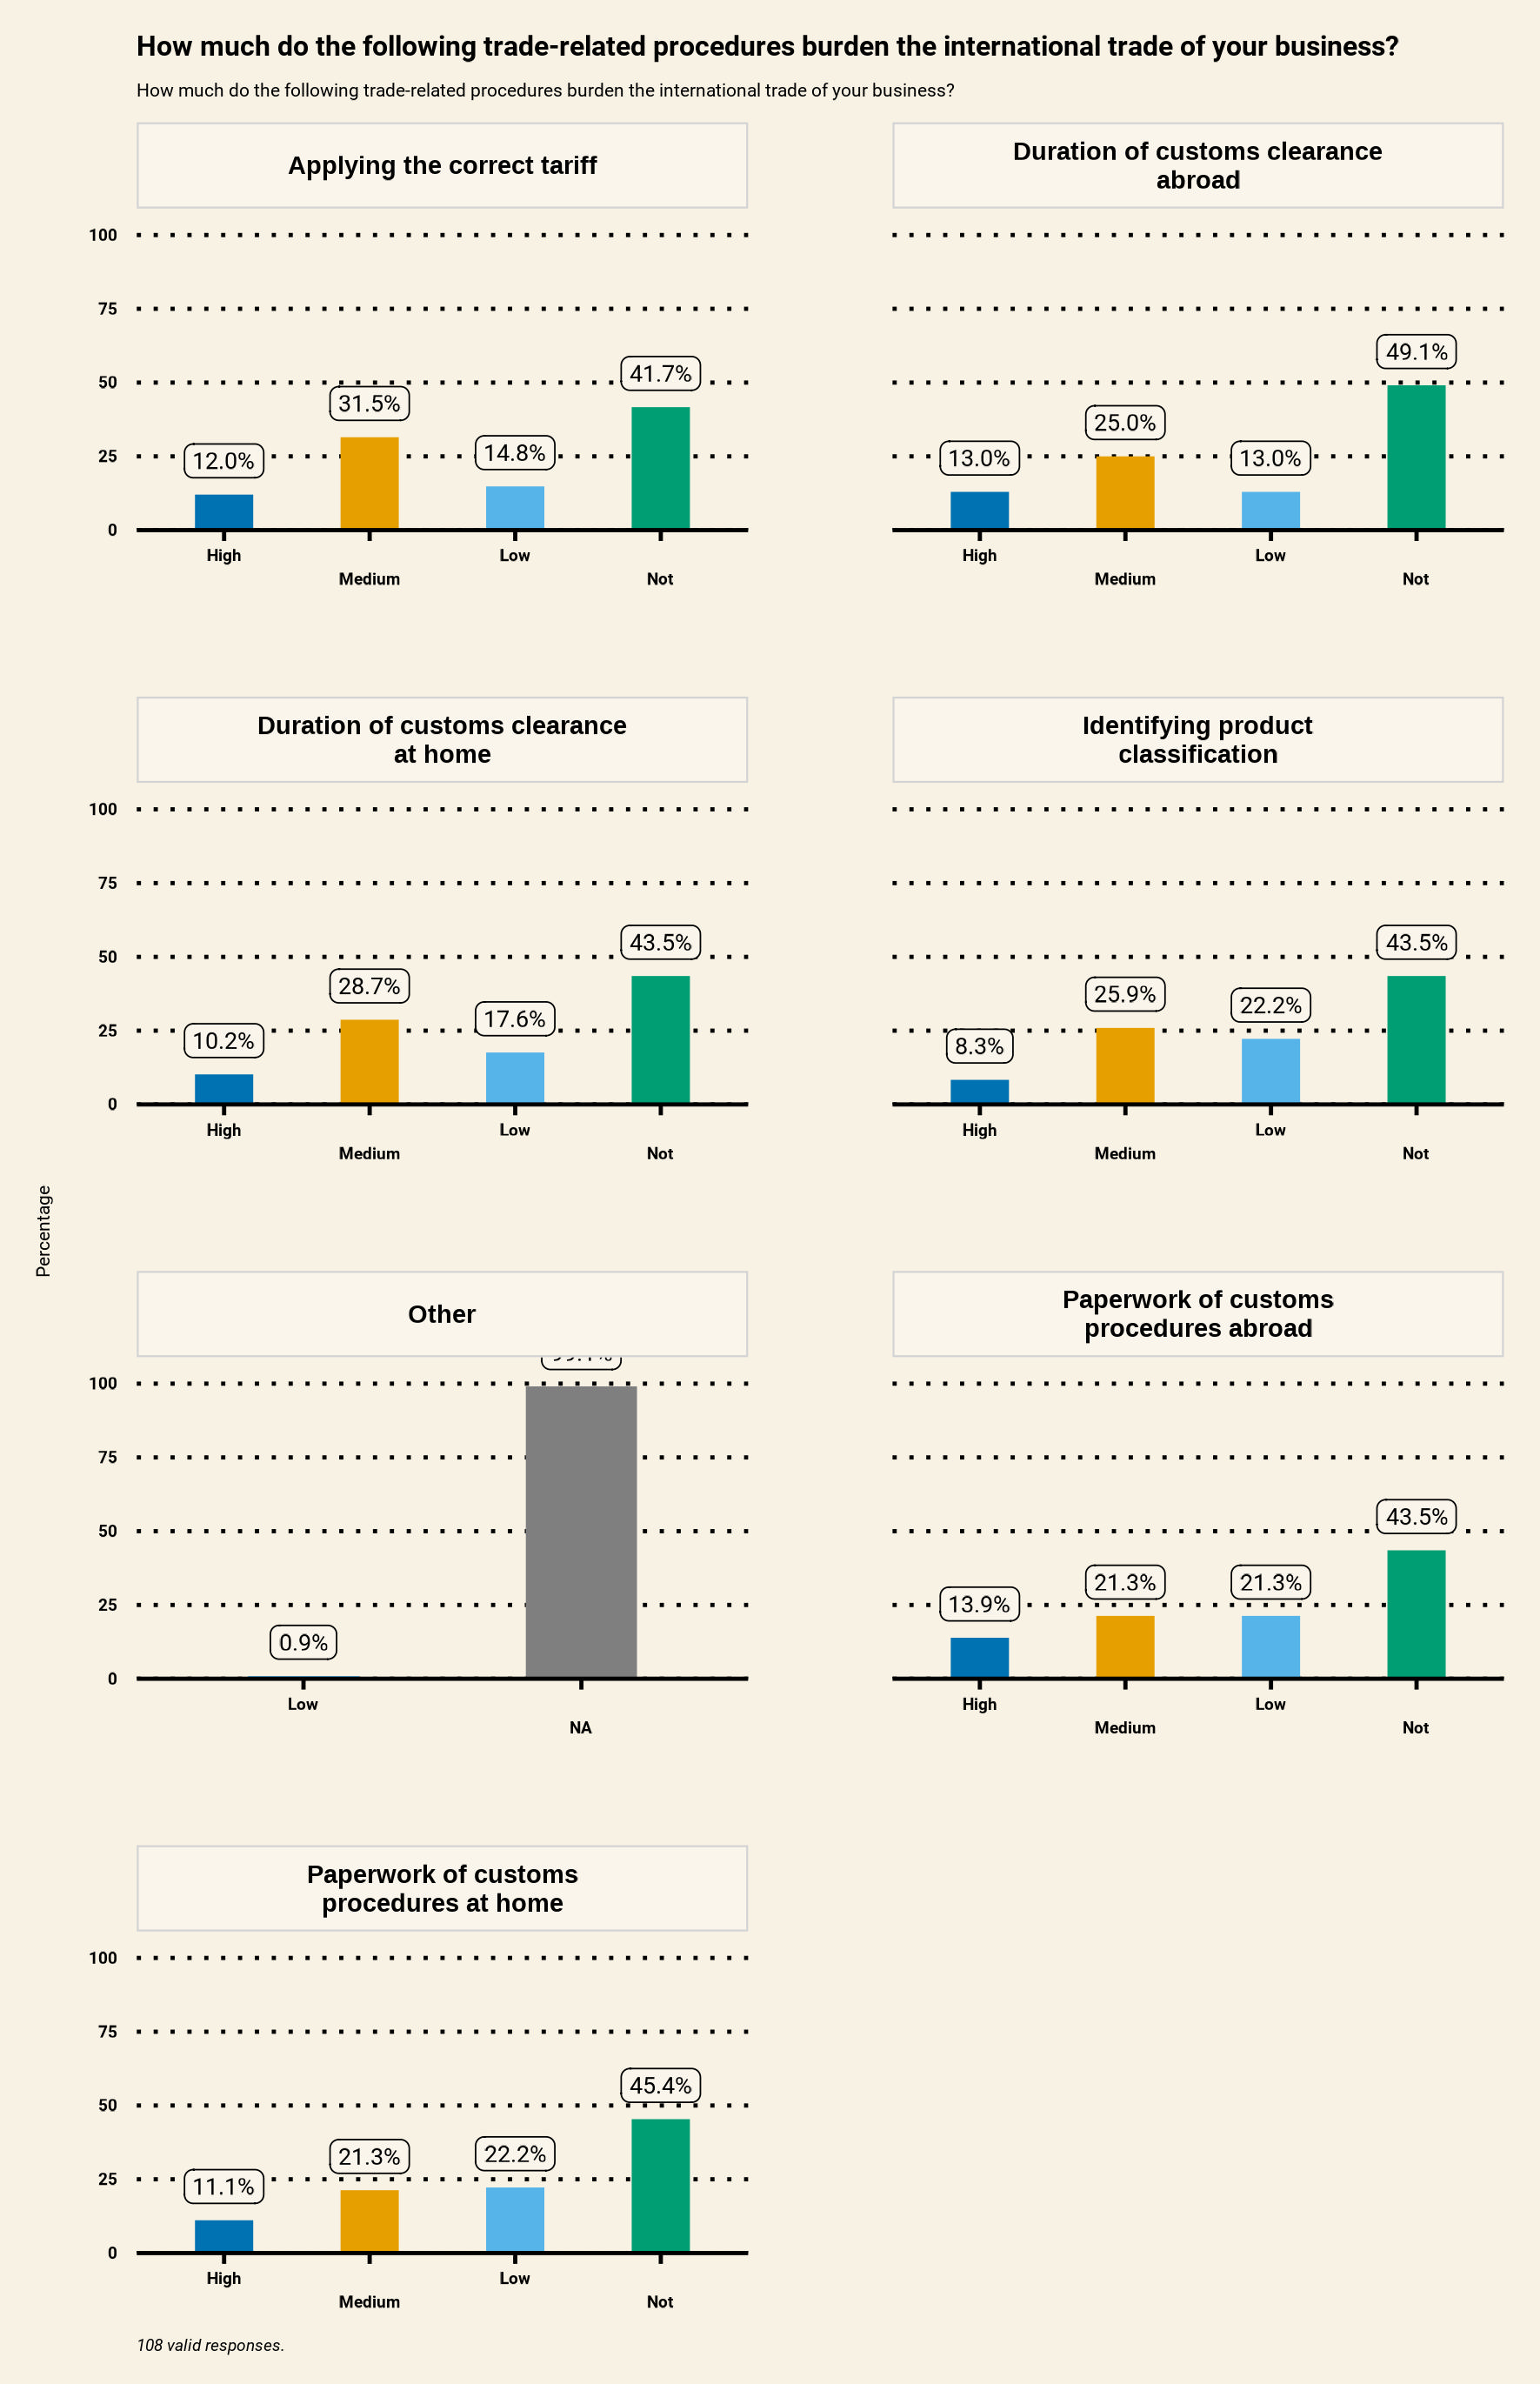 How much do the following trade-related procedures burden the international trade of your business?
How much do the following trade-related procedures burden the international trade of your business?
Applying the correct tariff
100
75
50
25
0
12.0%
31.5%
14.8%
41.7%
High
Medium
Low
Not
Duration of customs clearance
abroad
13.0%
25.0%
13.0%
49.1%
High
Medium
Low
Not
Duration of customs clearance
at home
100
75
50
25
0
10.2%
28.7%
17.6%
43.5%
High
Medium
Low
Not
Identifying product
classification
8.3%
25.9%
22.2%
43.5%
High
Medium
Low
Not
Percentage
Other
100
75
50
25
0
0.9%
Low
NA
Paperwork of customs
procedures abroad
13.9%
21.3%
21.3%
43.5%
High
Medium
Low
Not
Paperwork of customs
procedures at home
100
75
50
25
0
11.1%
21.3%
22.2%
45.4%
High
Medium
Low
Not
108 valid responses.